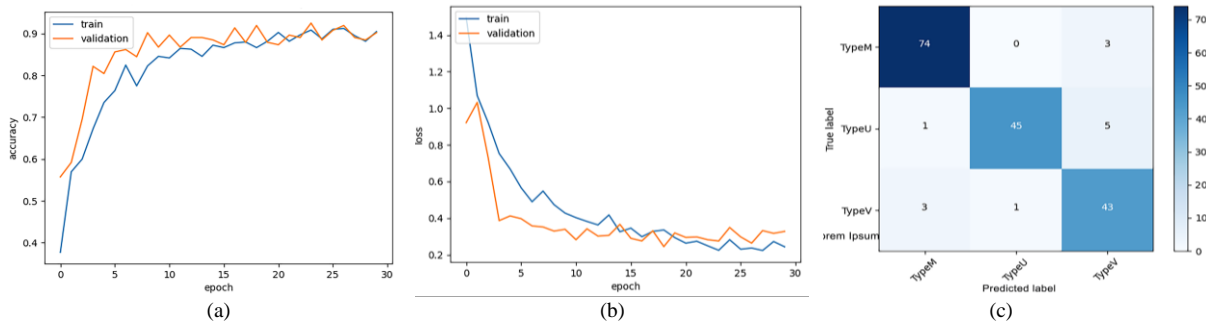 train
validation
accuracy
0.9
0.8
0.7
0.6
0.5
0.4
0
5
10
15
20
25
30
epoch
(a)
train
validation
loss
1.4
1.2
1.0
0.8
0.6
0.4
0.2
0
5
10
15
20
25
30
epoch
(b)
True label
TypeM
74
0
3
TypeU
1
45
5
TypeV
3
1
43
orem Ipsum
TypeM
TypeU
TypeV
Predicted label
70
60
50
40
30
20
10
0
(c)